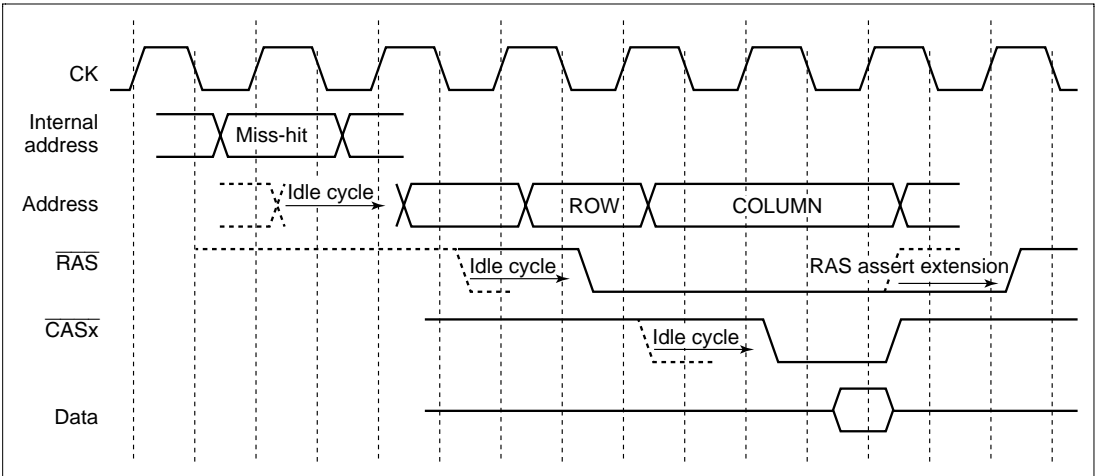 CK
Internal
address
Miss-hit
Address
Idle cycle
ROW
COLUMN
RAS
Idle cycle
RAS assert extension
CASx
Idle cycle
Data